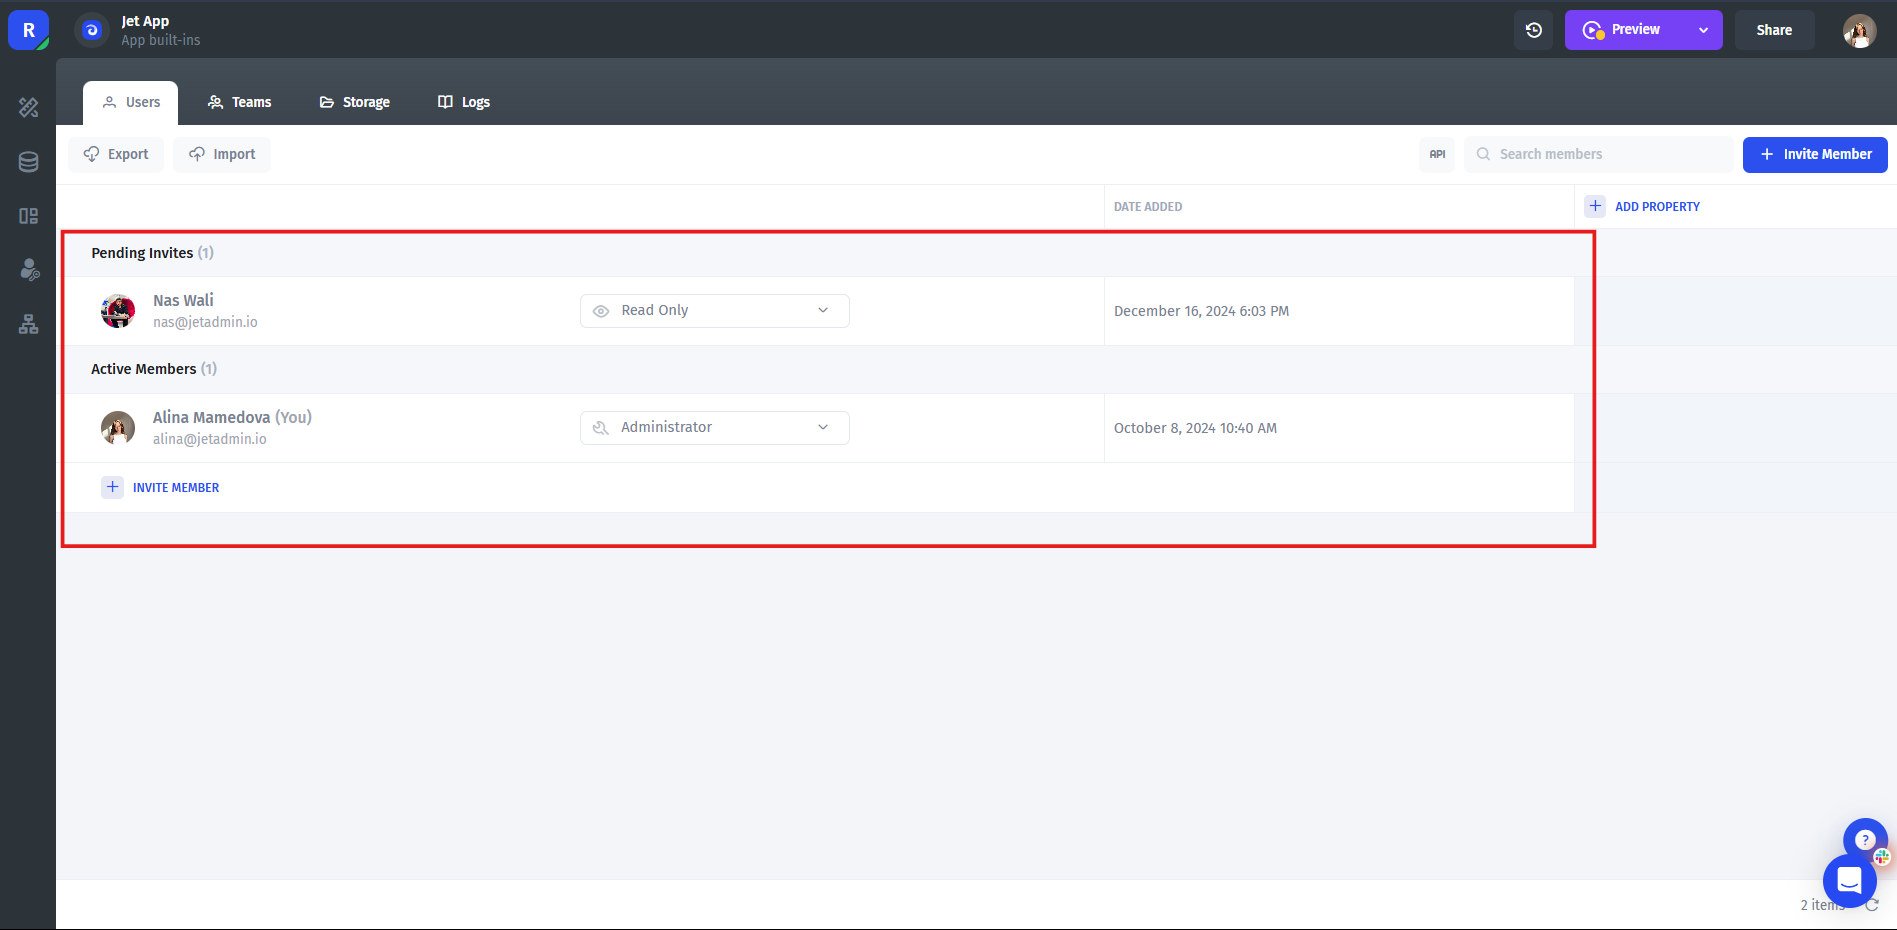 R
Jet App
App built-ins
Preview
Share
Users
Teams
Storage
Logs
Export
Import
API
Search members
+ Invite Member
DATE ADDED
+ ADD PROPERTY
Pending Invites (1)
Nas Wali
nas@jetadmin.io
Read Only
December 16, 2024 6:03 PM
Active Members (1)
Alina Mamedova (You)
alina@jetadmin.io
Administrator
October 8, 2024 10:40 AM
+ INVITE MEMBER
?
2 items